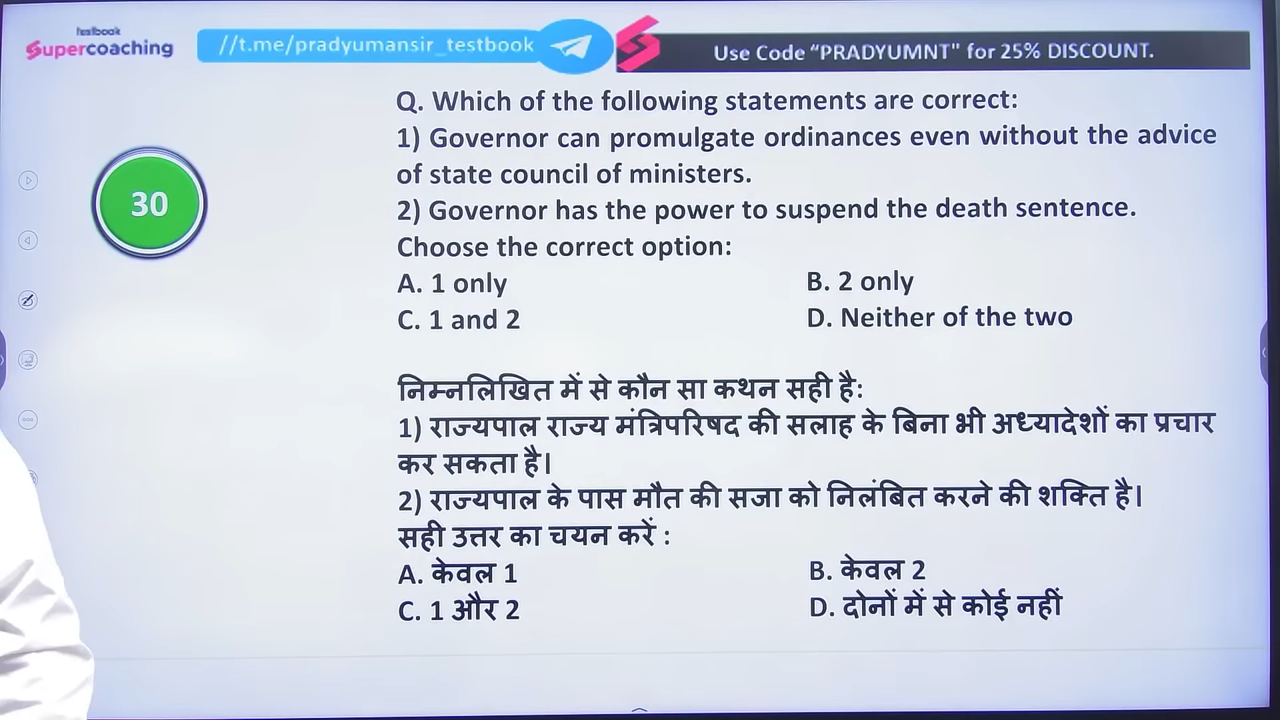 testbook
Supercoaching
//t.me/pradyumansir_testbook
Use Code “PRADYUMNT" for 25% DISCOUNT.
30
Q. Which of the following statements are correct:
1) Governor can promulgate ordinances even without the advice
of state council of ministers.
2) Governor has the power to suspend the death sentence.
Choose the correct option:
A. 1 only
B. 2 only
C. 1 and 2
D. Neither of the two
निम्नलिखित में से कौन सा कथन सही है:
1) राज्यपाल राज्य मंत्रिपरिषद की सलाह के बिना भी अध्यादेशों का प्रचार
कर सकता है।
2) राज्यपाल के पास मौत की सजा को निलंबित करने की शक्ति है।
सही उत्तर का चयन करें :
A. केवल 1
B. केवल 2
C. 1 और 2
D. दोनों में से कोई नहीं